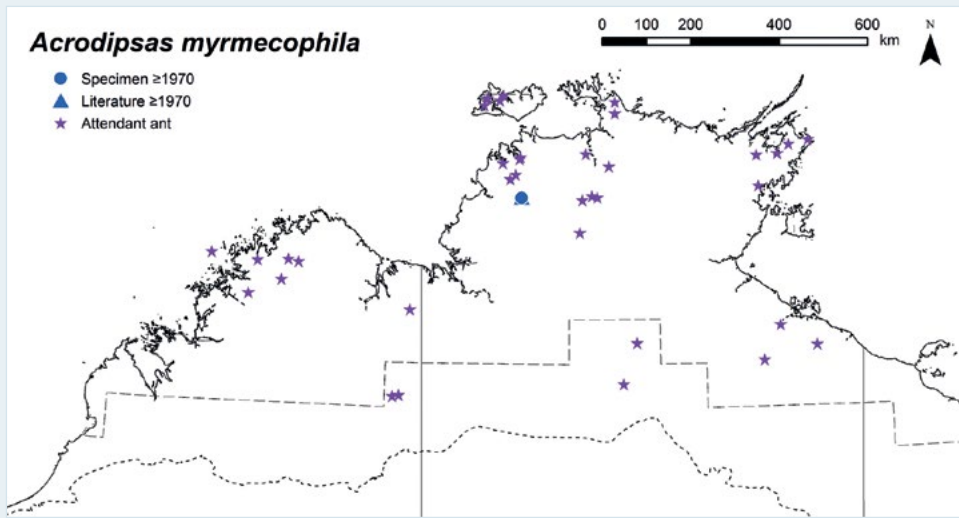 Acrodipsas myrmecophila
Specimen ≥1970
Literature ≥1970
Attendant ant
0 100 200 400 600
km
N